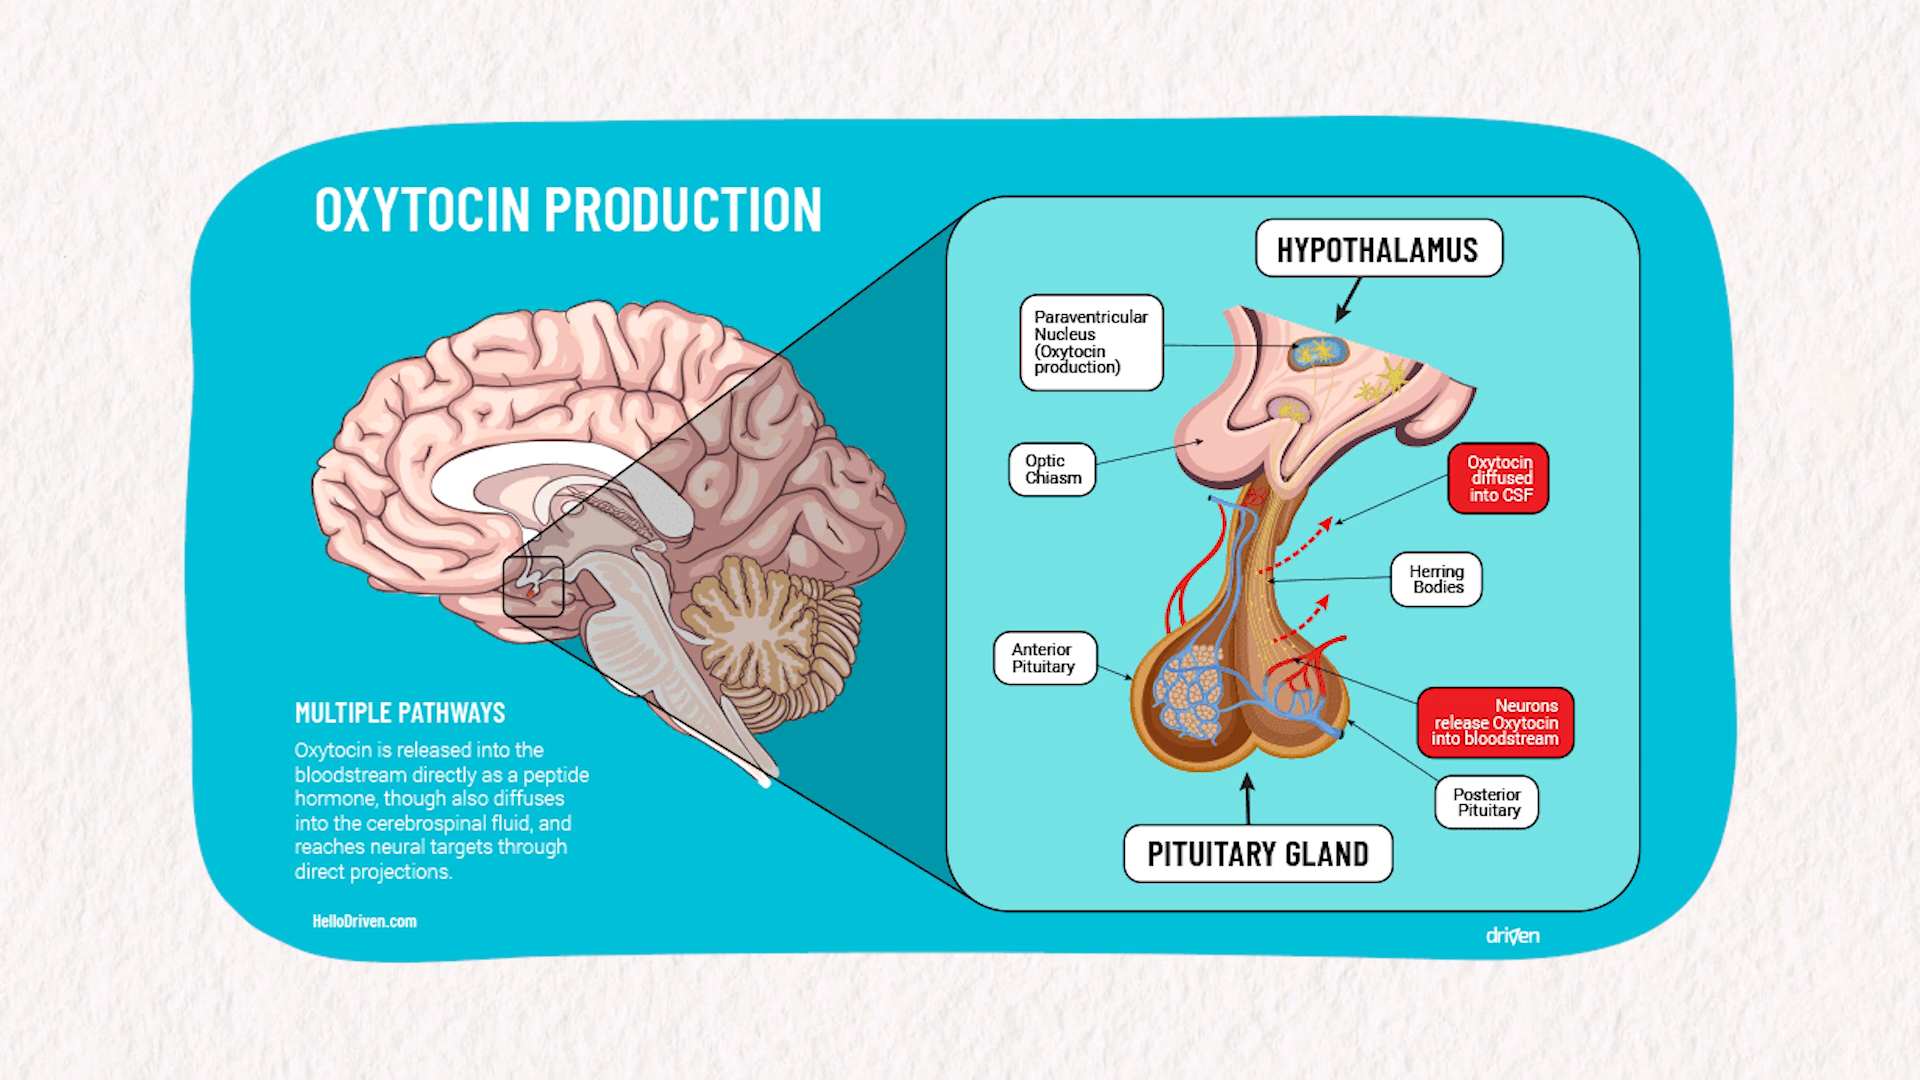 OXYTOCIN PRODUCTION
HYPOTHALAMUS
Paraventricular
Nucleus
(Oxytocin
production)
Optic
Chiasm
Oxytocin
diffused
into CSF
Herring
Bodies
Anterior
Pituitary
Neurons
release Oxytocin
into bloodstream
Posterior
Pituitary
PITUITARY GLAND
MULTIPLE PATHWAYS
Oxytocin is released into the
bloodstream directly as a peptide
hormone, though also diffuses
into the cerebrospinal fluid, and
reaches neural targets through
direct projections.
HelloDriven.com
driven